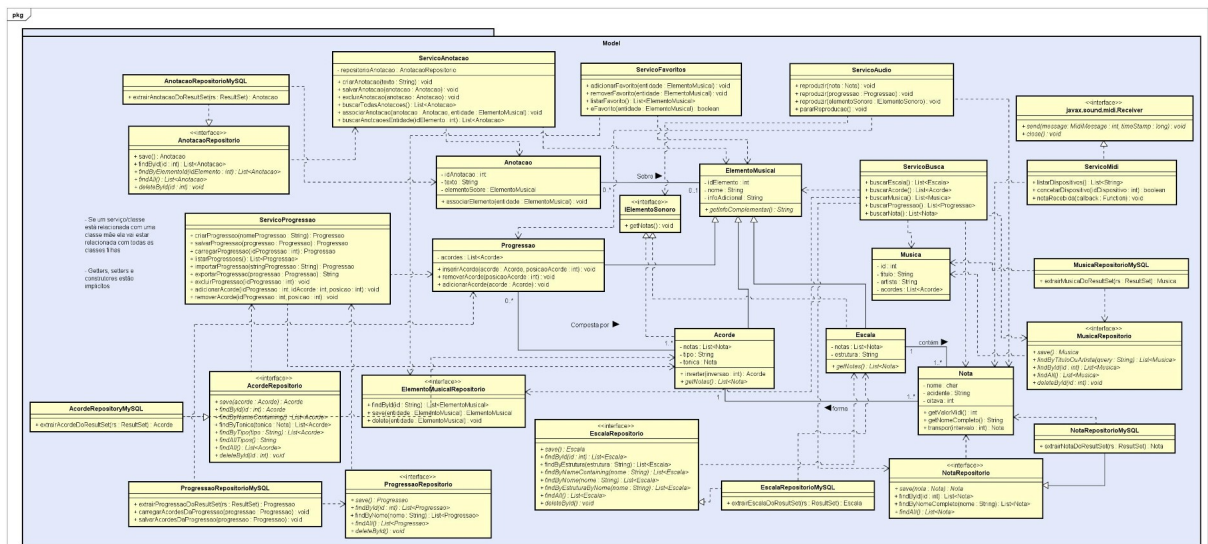 pkg
Model
AnotacaoRepositorioMySQL
+ extrairAnotacaoDoResultSet(rs : ResultSet) : Anotacao
<<interface>>
AnotacaoRepositorio
+ save() : Anotacao
+ findById(id : int) : List<Anotacao>
+ findByElementoId(idElemento : int) : List<Anotacao>
+ findAll() : List<Anotacao>
+ deleteById(id : int) : void
ServicoAnotacao
- repositorioAnotacao : AnotacaoRepositorio
+ criarAnotacao(texto : String) : void
+ salvarAnotacao(anotacao : Anotacao) : void
+ excluirAnotacao(anotacao : Anotacao) : void
+ buscarTodasAnotacoes() : List<Anotacao>
+ associarAnotacao(anotacao : Anotacao, entidade : ElementoMusical) : void
+ buscarAnotacoesEntidade(idElemento : int) : List<Anotacao>
ServicoFavoritos
+ adicionarFavorito(entidade : ElementoMusical) : void
+ removerFavorito(entidade : ElementoMusical) : void
+ listarFavorito() : List<ElementoMusical>
+ eFavorito(entidade : ElementoMusical) : boolean
ServicoAudio
+ reproduzir(nota : Nota) : void
+ reproduzir(progressao : Progressao) : void
+ reproduzir(elementoSonoro : IElementoSonoro) : void
+ pararReproducao() : void
<<interface>>
javax.sound.midi.Receiver
+ send(message : MidiMessage : int, timeStamp : long) : void
+ close() : void
Anotacao
- idAnotacao : int
- texto : String
- elementoSobre : ElementoMusical
+ associarElemento(entidade : ElementoMusical) : void
Sobre
0..*
0..1
ElementoMusical
- idElemento : int
- nome : String
- infoAdicional : String
+ getInfoComplementar() : String
ServicoBusca
+ buscarEscala() : List<Escala>
+ buscarAcorde() : List<Acorde>
+ buscarMusica() : List<Musica>
+ buscarProgressao() : List<Progressao>
+ buscarNota() : List<Nota>
ServicoMidi
+ listarDispositivos() : List<String>
+ conectarDispositivo(idDispositivo : int) : boolean
+ notaRecebida(callback : Function) : void
<<interface>>
IElementoSonoro
+ getNotas() : void
- Se um serviço/classe
está relacionada com uma
classe mãe ela vai estar
relacionada com todas as
classes filhas
- Getters, setters e
construtores estão
implícitos
ServicoProgressao
+ criarProgressao(nomeProgressao : String) : Progressao
+ salvarProgressao(progressao : Progressao) : Progressao
+ carregarProgressao(idProgressao : int) : Progressao
+ listarProgressoes() : List<Progressao>
+ importarProgressao(stringProgressao : String) : Progressao
+ exportarProgressao(progressao : Progressao) : String
+ excluirProgressao(idProgressao : int) : void
+ adicionarAcorde(idProgressao : int, idAcorde : int, posicao : int) : void
+ removerAcorde(idProgressao : int, posicao : int) : void
Progressao
- acordes : List<Acorde>
+ inserirAcorde(acorde : Acorde, posicaoAcorde : int) : void
+ removerAcorde(posicaoAcorde : int) : void
+ adicionarAcorde(acorde : Acorde) : void
0..*
Composta por
1..*
Musica
- id : int
- titulo : String
- artista : String
- acordes : List<Acorde>
MusicaRepositorioMySQL
+ extrairMusicaDoResultSet(rs : ResultSet) : Musica
<<interface>>
MusicaRepositorio
+ save() : Musica
+ findByTituloOuArtista(query : String) : List<Musica>
+ findById(id : int) : List<Musica>
+ findAll() : List<Musica>
+ deleteById(id : int) : void
Acorde
- notas : List<Nota>
- tipo : String
- tonica : Nota
+ inverter(inversao : int) : Acorde
+ getNotas() : List<Nota>
Escala
- notas : List<Nota>
- estrutura : String
+ getNotas() : List<Nota>
contém
1
1..*
Nota
- nome : char
- acidente : String
- oitava : int
+ getValorMidi() : int
+ getNomeCompleto() : String
+ transpor(intervalo : int) : Nota
1
forma
1..*
<<interface>>
AcordeRepositorio
+ save(acorde : Acorde) : Acorde
+ findById(id : int) : Acorde
+ findByNameContaining() : List<Acorde>
+ findByTonica(tonica : Nota) : List<Acorde>
+ findByTipo(tipo : String) : List<Acorde>
+ findAllTipos() : String
+ findAll() : List<Acorde>
+ deleteById(id : int) : void
<<interface>>
ElementoMusicalRepositorio
+ findById(id : int) : ElementoMusical
+ save(entidade : ElementoMusical) : ElementoMusical
+ delete(entidade : ElementoMusical) : void
AcordeRepositoryMySQL
+ extrairAcordeDoResultSet(rs : ResultSet) : Acorde
<<interface>>
EscalaRepositorio
+ save() : Escala
+ findById(id : int) : List<Escala>
+ findByEstrutura(estrutura : String) : List<Escala>
+ findByNameContaining(nome : String) : List<Escala>
+ findByNome(nome : String) : List<Escala>
+ findByEstruturaByNome(nome : String) : List<Escala>
+ findAll() : List<Escala>
+ deleteById() : void
NotaRepositorioMySQL
+ extrairNotaDoResultSet(rs : ResultSet) : Nota
<<interface>>
NotaRepositorio
+ save(nota : Nota) : Nota
+ findById(id : int) : List<Nota>
+ findByNomeCompleto(nome : String) : List<Nota>
+ findAll() : List<Nota>
ProgressaoRepositorioMySQL
+ extrairProgressaoDoResultSet(rs : ResultSet) : Progressao
+ carregarAcordesDaProgressao(progressao : Progressao) : void
+ salvarAcordesDaProgressao(progressao : Progressao) : void
<<interface>>
ProgressaoRepositorio
+ save() : Progressao
+ findById(id : int) : List<Progressao>
+ findByNome(nome : String) : List<Progressao>
+ findAll() : List<Progressao>
+ deleteById() : void
EscalaRepositorioMySQL
+ extrairEscalaDoResultSet(rs : ResultSet) : Escala